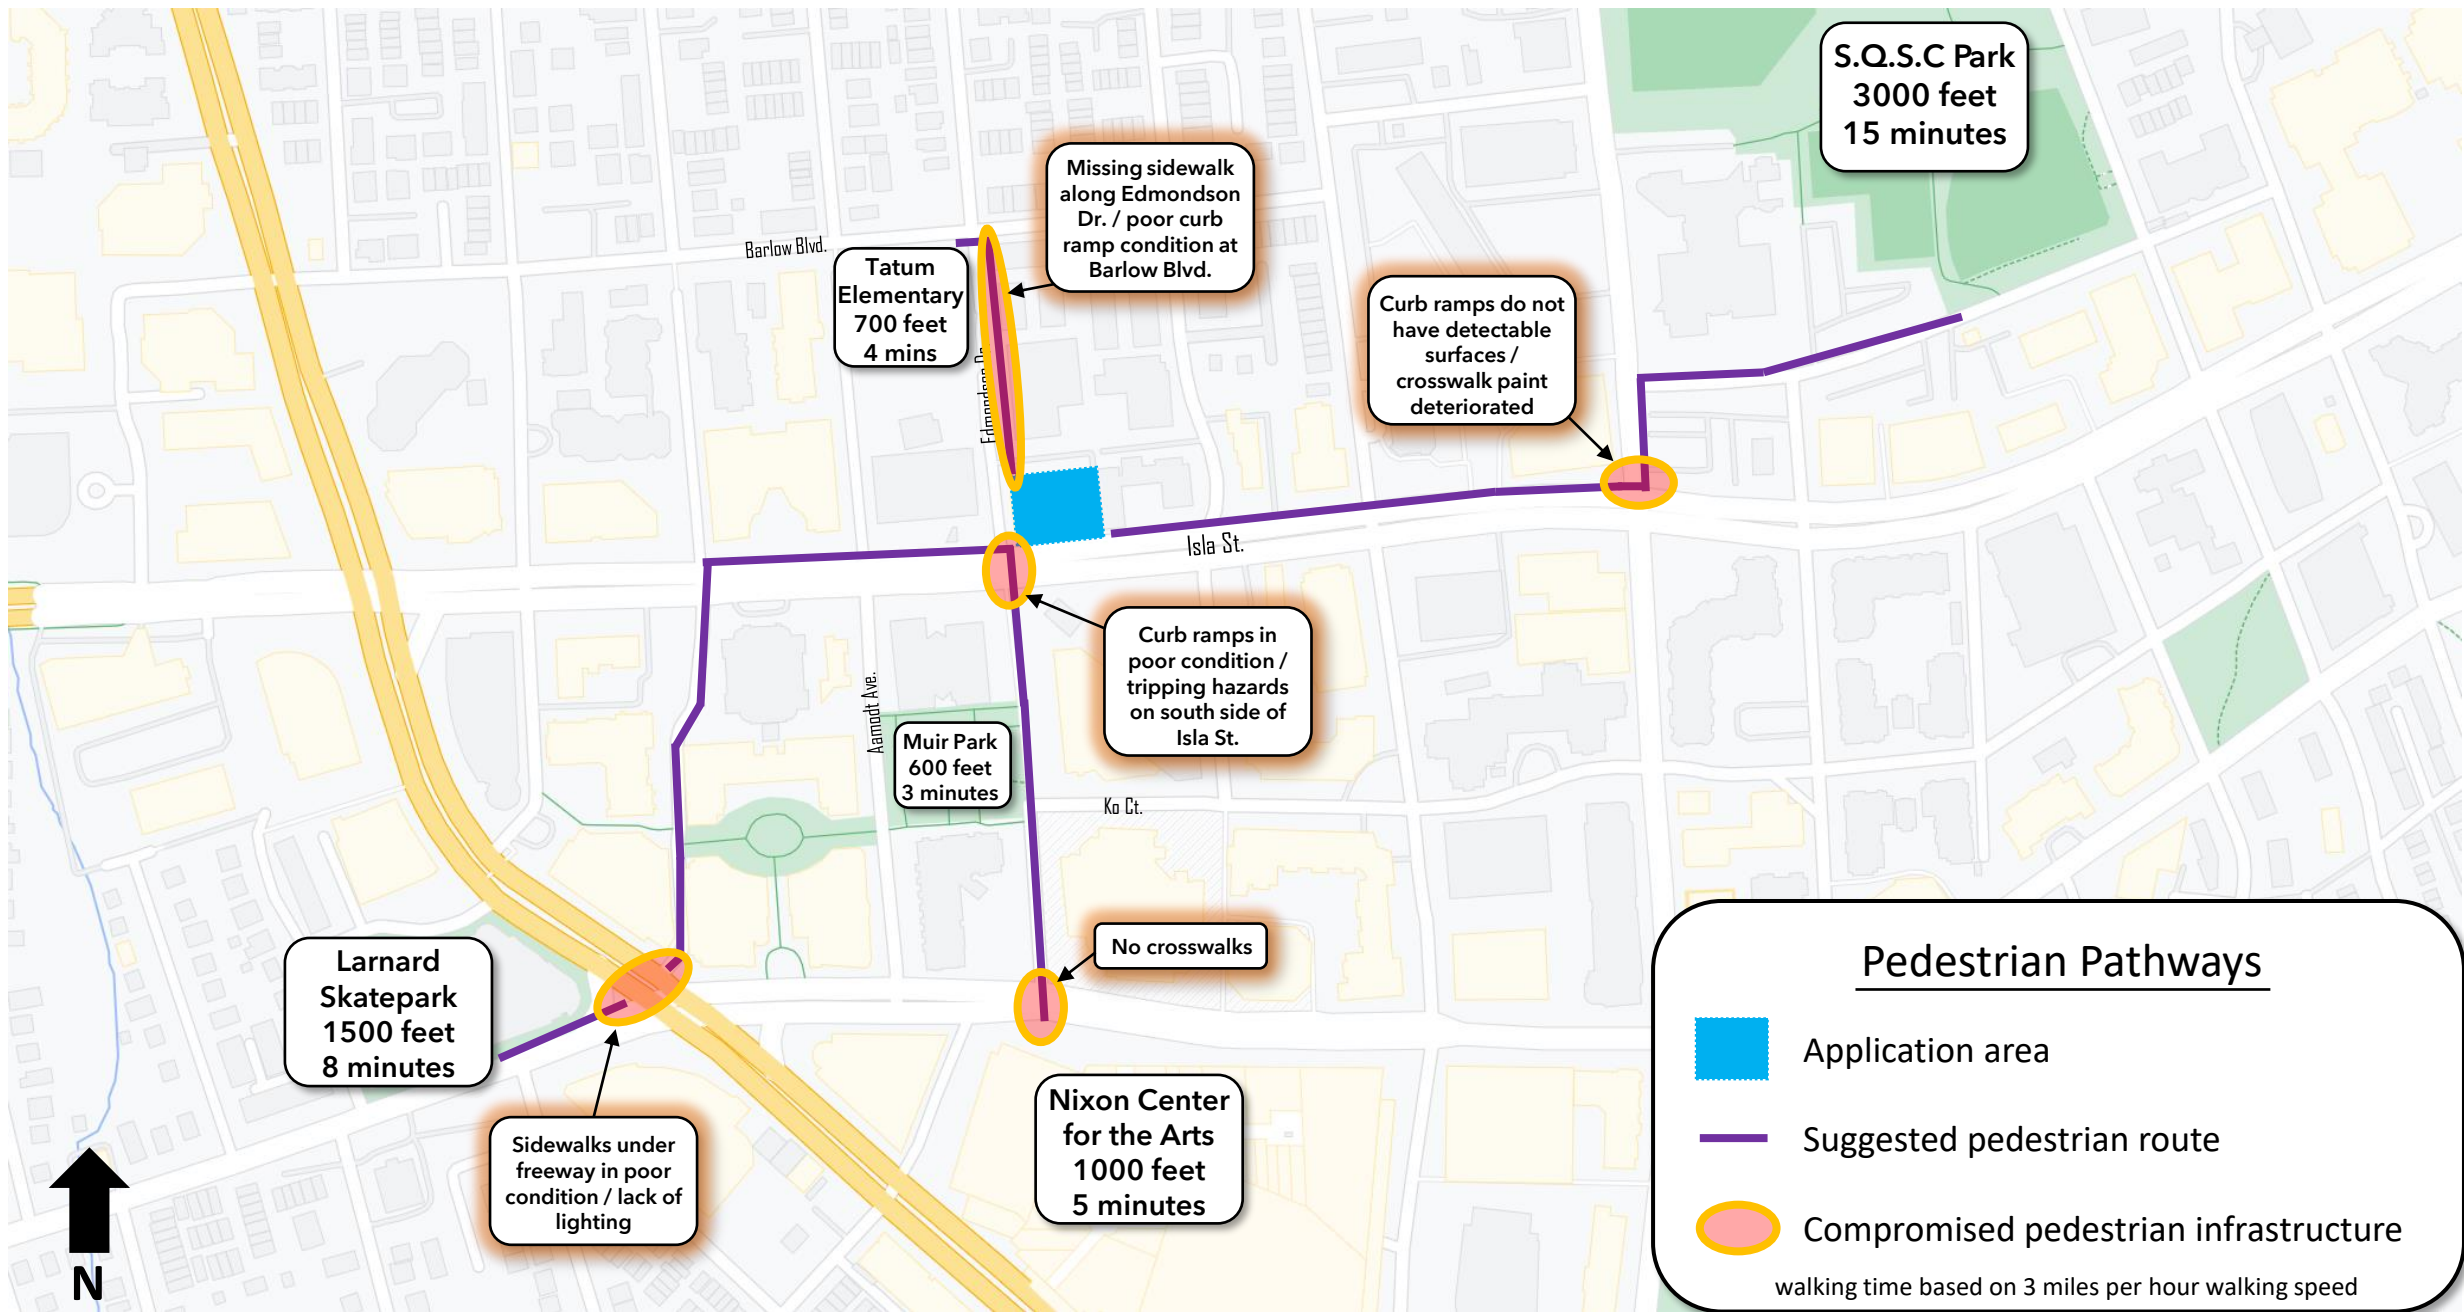 S.Q.S.C Park
3000 feet
15 minutes
Missing sidewalk
along Edmondson
Dr. / poor curb
ramp condition at
Barlow Blvd.
Barlow Blvd.
Tatum
Elementary
700 feet
4 mins
Curb ramps do not
have detectable
surfaces /
crosswalk paint
deteriorated
Edmondson Dr.
Isla St.
Curb ramps in
poor condition /
tripping hazards
on south side of
Isla St.
Aamodt Ave.
Muir Park
600 feet
3 minutes
Ko Ct.
No crosswalks
Larnard
Skatepark
1500 feet
8 minutes
Nixon Center
for the Arts
1000 feet
5 minutes
Sidewalks under
freeway in poor
condition / lack of
lighting
N
Pedestrian Pathways
Application area
Suggested pedestrian route
Compromised pedestrian infrastructure
walking time based on 3 miles per hour walking speed